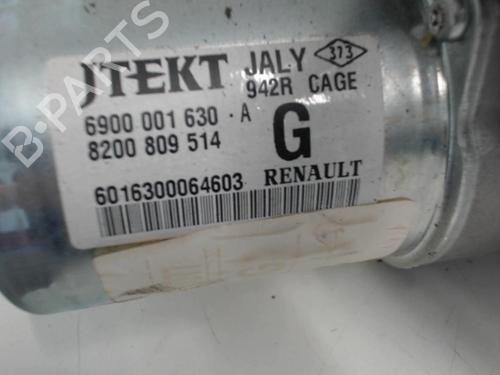 JTEKT JALY 373
942R CAGE
6900 001 630 · A
8200 809 514 G
6016300064603 RENAULT
B-PARTS